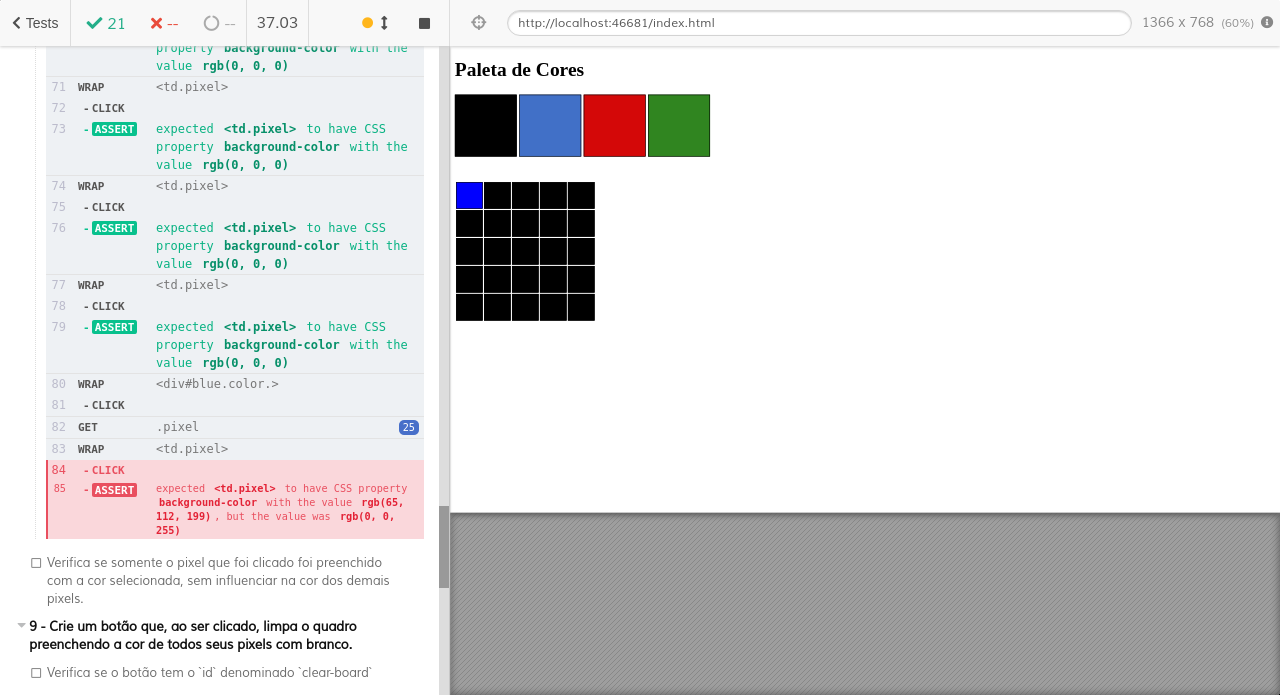 Tests 21 -- -- 37.03 http://localhost:46681/index.html 1366 x 768 (60%)
property background-color with the
value rgb(0, 0, 0)
71 WRAP <td.pixel>
72 -CLICK
73 -ASSERT expected <td.pixel> to have CSS
property background-color with the
value rgb(0, 0, 0)
74 WRAP <td.pixel>
75 -CLICK
76 -ASSERT expected <td.pixel> to have CSS
property background-color with the
value rgb(0, 0, 0)
77 WRAP <td.pixel>
78 -CLICK
79 -ASSERT expected <td.pixel> to have CSS
property background-color with the
value rgb(0, 0, 0)
80 WRAP <div#blue.color.>
81 -CLICK
82 GET .pixel 25
83 WRAP <td.pixel>
84 -CLICK
85 -ASSERT expected <td.pixel> to have CSS property
background-color with the value rgb(65,
112, 199), but the value was rgb(0, 0,
255)
Verifica se somente o pixel que foi clicado foi preenchido
com a cor selecionada, sem influenciar na cor dos demais
pixels.
9 - Crie um botão que, ao ser clicado, limpa o quadro
preenchendo a cor de todos seus pixels com branco.
Verifica se o botão tem o `id` denominado `clear-board`
Paleta de Cores